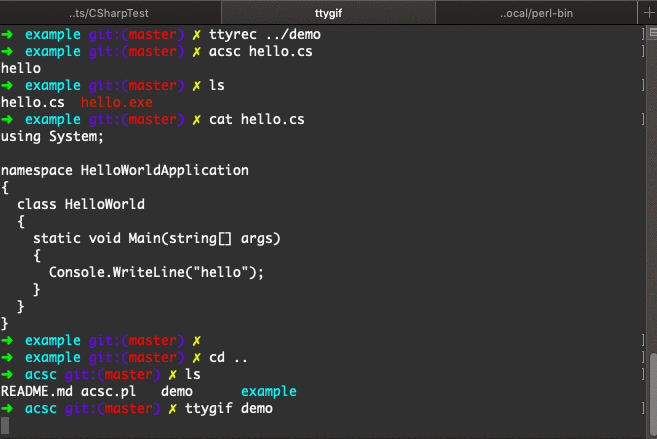 ..ts/CSharpTest ttygif ..ocal/perl-bin +
➜ example git:(master) ✗ ttyrec ../demo ]
➜ example git:(master) ✗ acsc hello.cs ]
hello
➜ example git:(master) ✗ ls ]
hello.cs hello.exe
➜ example git:(master) ✗ cat hello.cs ]
using System;

namespace HelloWorldApplication
{
  class HelloWorld
  {
    static void Main(string[] args)
    {
      Console.WriteLine("hello");
    }
  }
}
➜ example git:(master) ✗ ]
➜ example git:(master) ✗ cd .. ]
➜ acsc git:(master) ✗ ls ]
README.md acsc.pl demo example
➜ acsc git:(master) ✗ ttygif demo ]